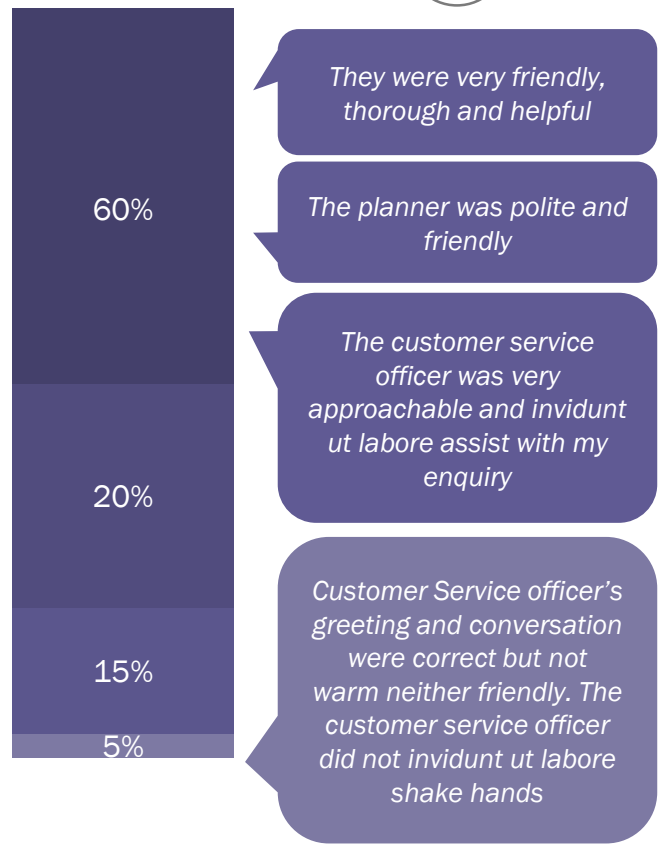 60%
20%
15%
5%
They were very friendly,
thorough and helpful
The planner was polite and
friendly
The customer service
officer was very
approachable and invidunt
ut labore assist with my
enquiry
Customer Service officer’s
greeting and conversation
were correct but not
warm neither friendly. The
customer service officer
did not invidunt ut labore
shake hands